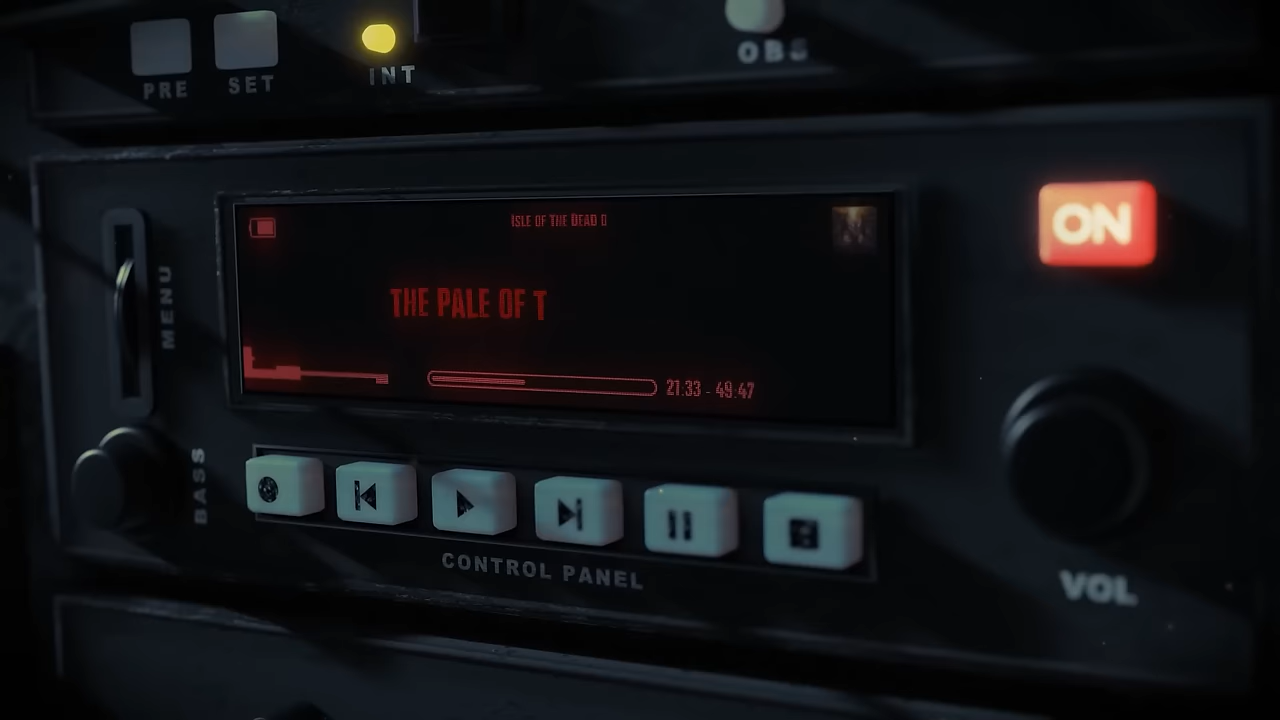 PRE SET INT OBS
ISLE OF THE DEAD
ON
THE PALE OF T
MENU
21:33 - 49:47
BASS
CONTROL PANEL
VOL